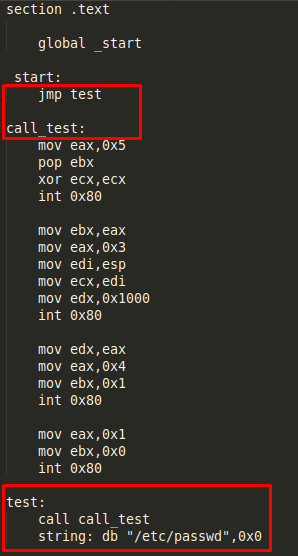 section .text
global _start
_start:
jmp test
call_test:
mov eax,0x5
pop ebx
xor ecx,ecx
int 0x80
mov ebx,eax
mov eax,0x3
mov edi,esp
mov ecx,edi
mov edx,0x1000
int 0x80
mov edx,eax
mov eax,0x4
mov ebx,0x1
int 0x80
mov eax,0x1
mov ebx,0x0
int 0x80
test:
call call_test
string: db "/etc/passwd",0x0